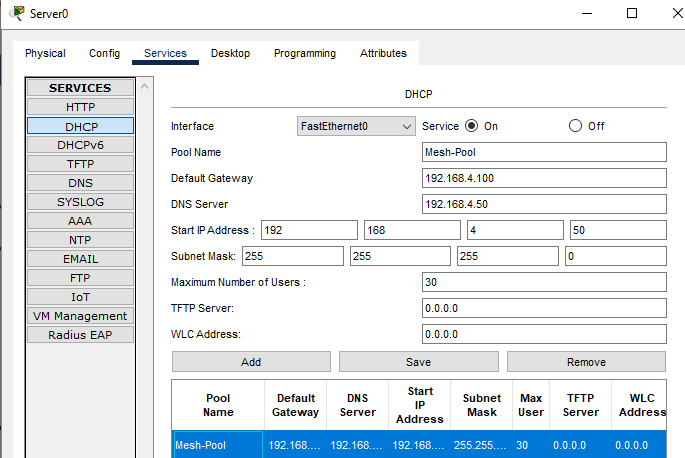 Server0
Physical Config Services Desktop Programming Attributes
SERVICES
HTTP
DHCP
DHCPv6
TFTP
DNS
SYSLOG
AAA
NTP
EMAIL
FTP
IoT
VM Management
Radius EAP
DHCP
Interface FastEthernet0 Service On Off
Pool Name Mesh-Pool
Default Gateway 192.168.4.100
DNS Server 192.168.4.50
Start IP Address : 192 168 4 50
Subnet Mask: 255 255 255 0
Maximum Number of Users : 30
TFTP Server: 0.0.0.0
WLC Address: 0.0.0.0
Add Save Remove
Pool Name Default Gateway DNS Server Start IP Address Subnet Mask Max User TFTP Server WLC Address
Mesh-Pool 192.168.... 192.168.... 192.168.... 255.255.... 30 0.0.0.0 0.0.0.0